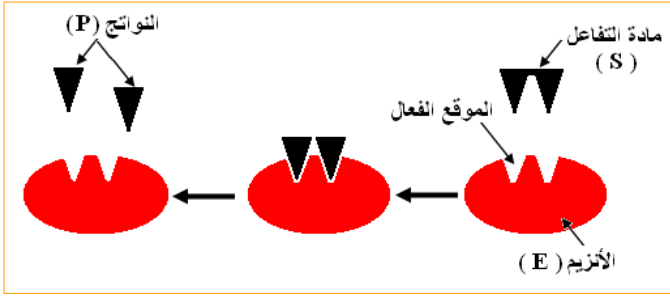 مادة التفاعل
( S )
الموقع الفعال
الأنزيم ( E )
النواتج (P)